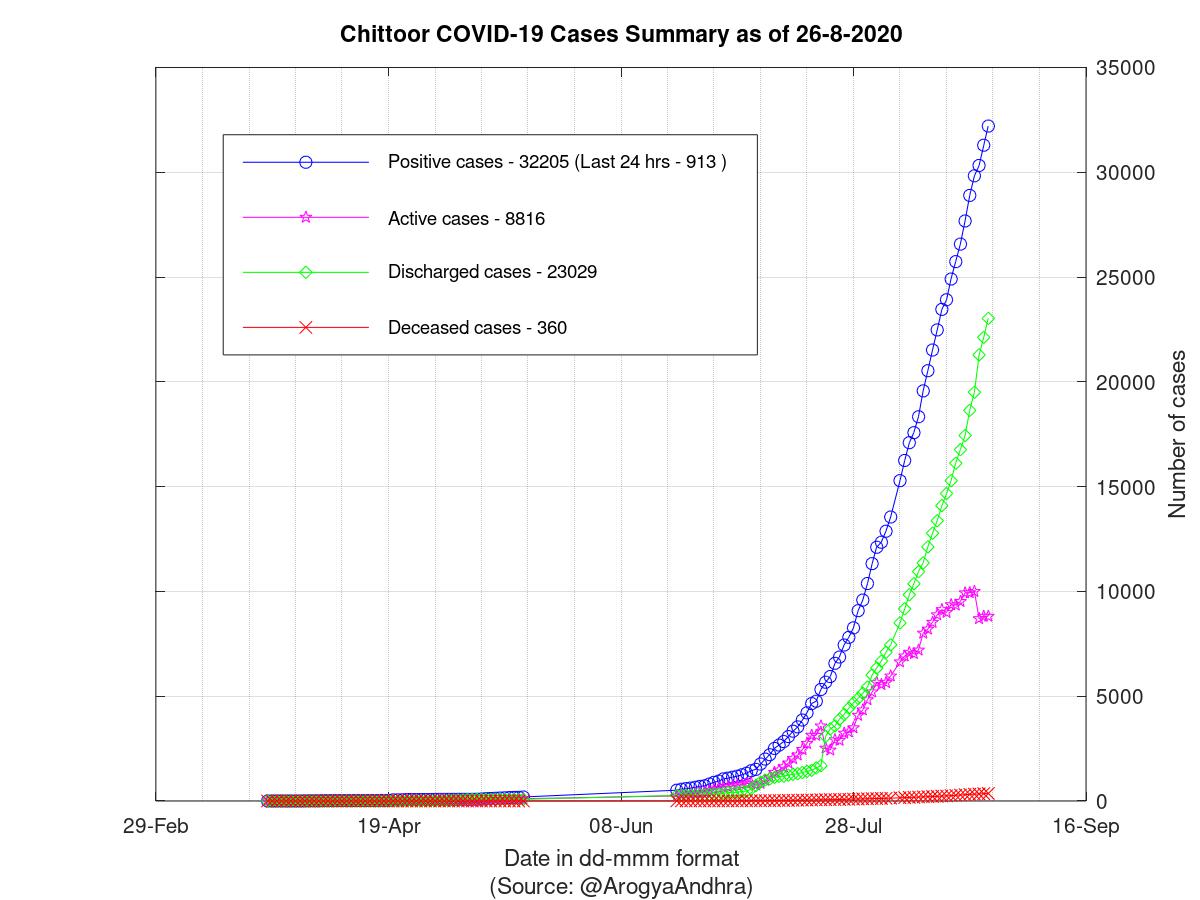 Chittoor COVID-19 Cases Summary as of 26-8-2020
35000
30000
25000
20000
15000
10000
5000
0
Number of cases
Positive cases - 32205 (Last 24 hrs - 913 )
Active cases - 8816
Discharged cases - 23029
Deceased cases - 360
29-Feb 19-Apr 08-Jun 28-Jul 16-Sep
Date in dd-mmm format
(Source: @ArogyaAndhra)